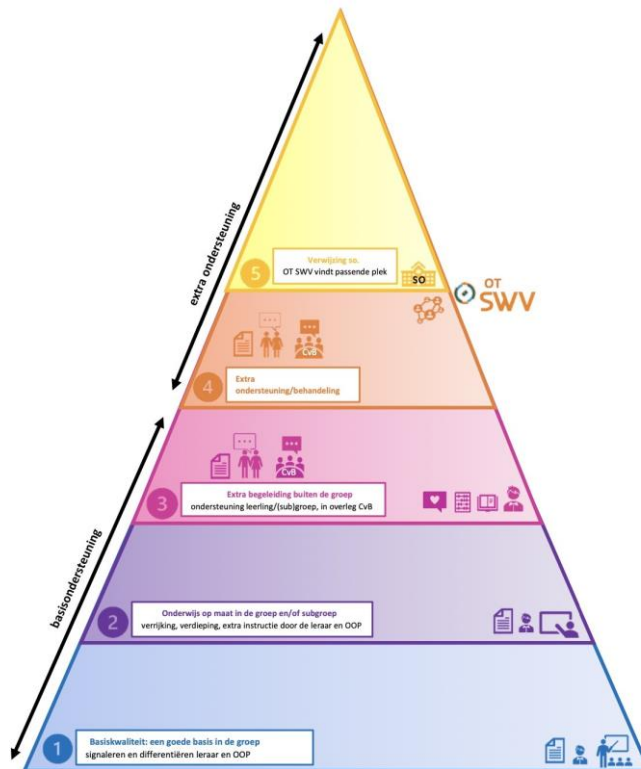 extra ondersteuning
5
Verwijzing so.
OT SWV vindt passende plek
SO
OT
SWV
CvB
4
Extra
ondersteuning/behandeling
basisondersteuning
CvB
3
Extra begeleiding buiten de groep
ondersteuning leerling/(sub)groep, in overleg CvB
2
Onderwijs op maat in de groep en/of subgroep
verrijking, verdieping, extra instructie door de leraar en OOP
1
Basiskwaliteit: een goede basis in de groep
signaleren en differentiëren leraar en OOP